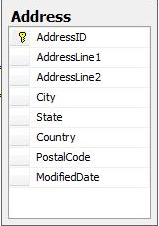 Address
AddressID
AddressLine1
AddressLine2
City
State
Country
PostalCode
ModifiedDate